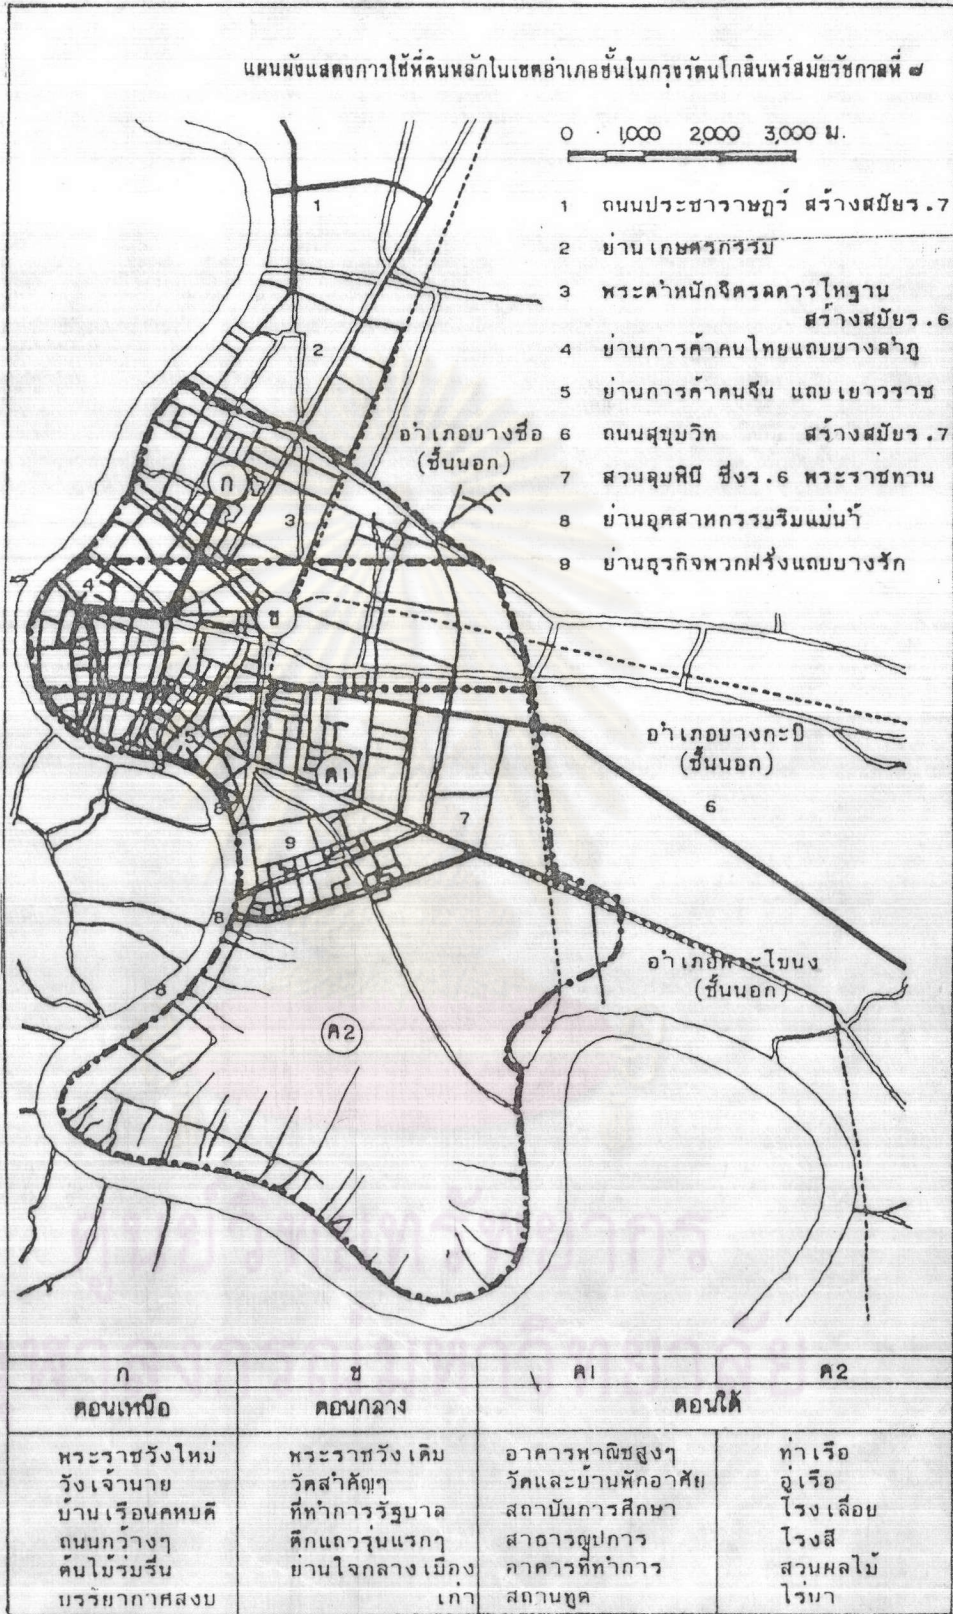 แผนผังแสดงการใช้ที่ดินหลักในเขตอำเภอชั้นในกรุงรัตนโกสินทร์สมัยรัชกาลที่ ๗
0 1,000 2,000 3,000 ม.
1 ถนนประชาราษฎร์ สร้างสมัยร.7
2 ย่านเกษตรกรรม
3 พระตำหนักจิตรลดารโหฐาน
สร้างสมัยร.6
4 ย่านการค้าคนไทยแถบบางลำภู
5 ย่านการค้าคนจีน แถบเยาวราช
6 ถนนสุขุมวิท สร้างสมัยร.7
7 สวนลุมพินี ซึ่งร.6 พระราชทาน
8 ย่านอุตสาหกรรมริมแม่น้ำ
9 ย่านธุรกิจพวกฝรั่งแถบบางรัก
1
2
อำเภอบางซื่อ
(ชั้นนอก)
ก
3
4
ข
อำเภอบางกะปิ
(ชั้นนอก)
5
ค1
6
8
7
9
8
อำเภอพระโขนง
(ชั้นนอก)
8
ค2
ก ข ค1 ค2
ตอนเหนือ ตอนกลาง ตอนใต้
พระราชวังใหม่ พระราชวังเดิม อาคารพาณิชสูงๆ ท่าเรือ
วังเจ้านาย วัดสำคัญๆ วัดและบ้านพักอาศัย อู่เรือ
บ้านเรือนคหบดี ที่ทำการรัฐบาล สถาบันการศึกษา โรงเลื่อย
ถนนกว้างๆ ตึกแถวรุ่นแรกๆ สาธารณูปการ โรงสี
ต้นไม้ร่มรื่น ย่านใจกลางเมือง อาคารที่ทำการ สวนผลไม้
บรรยากาศสงบ เก่า สถานทูต ไร่นา